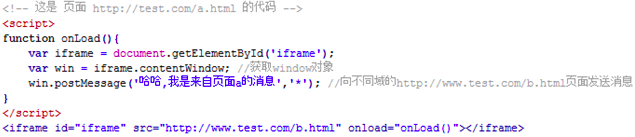 <!-- 这是 页面 http://test.com/a.html 的代码 -->
<script>
function onLoad(){
    var iframe = document.getElementById('iframe');
    var win = iframe.contentWindow; //获取window对象
    win.postMessage('哈哈,我是来自页面a的消息','*'); //向不同域的http://www.test.com/b.html页面发送消息
}
</script>
<iframe id="iframe" src="http://www.test.com/b.html" onload="onLoad()"></iframe>